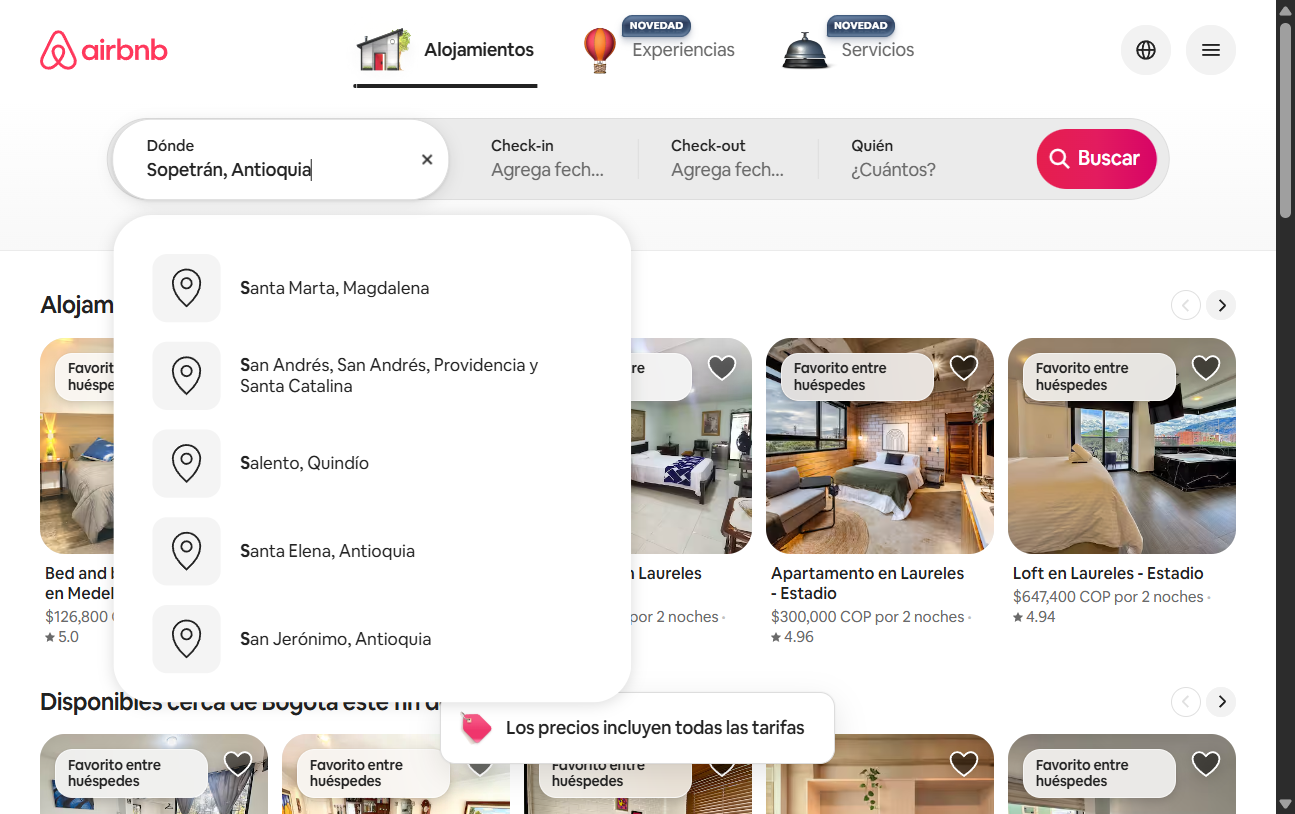 airbnb
Alojamientos
NOVEDAD
Experiencias
NOVEDAD
Servicios
Dónde
Sopetrán, Antioquia
Check-in
Agrega fech...
Check-out
Agrega fech...
Quién
¿Cuántos?
Buscar
Santa Marta, Magdalena
San Andrés, San Andrés, Providencia y
Santa Catalina
Salento, Quindío
Santa Elena, Antioquia
San Jerónimo, Antioquia
Alojam
Favorit
huéspe
re
Favorito entre
huéspedes
Favorito entre
huéspedes
Bed and b
en Medel
$126,800
5.0
n Laureles
por 2 noches ·
Apartamento en Laureles
- Estadio
$300,000 COP por 2 noches ·
4.96
Loft en Laureles - Estadio
$647,400 COP por 2 noches ·
4.94
Disponibles cerca de Bogotá este fin d
Los precios incluyen todas las tarifas
Favorito entre
huéspedes
Favorito entre
huéspedes
Favorito entre
huéspedes
Favorito entre
huéspedes